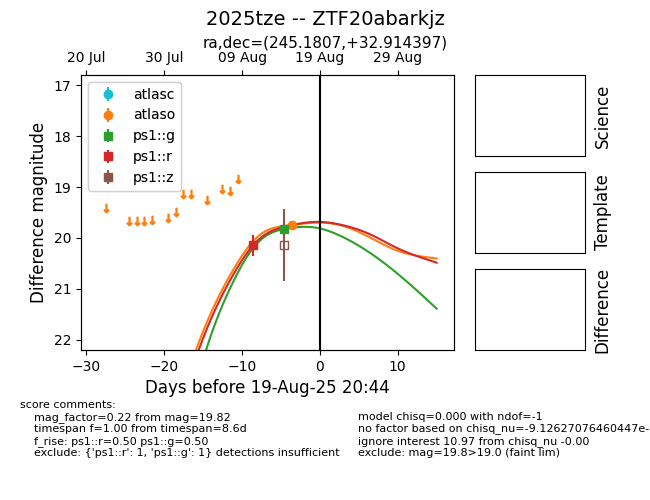 2025tze -- ZTF20abarkjz
ra,dec=(245.1807,+32.914397)
20 Jul 30 Jul 09 Aug 19 Aug 29 Aug
17
18
19
20
21
22
Difference magnitude
atlasc
atlaso
ps1::g
ps1::r
ps1::z
−30 −20 −10 0 10
Days before 19-Aug-25 20:44
Science
Template
Difference
score comments:
mag_factor=0.22 from mag=19.82
timespan f=1.00 from timespan=8.6d
f_rise: ps1::r=0.50 ps1::g=0.50
exclude: {'ps1::r': 1, 'ps1::g': 1} detections insufficient
model chisq=0.000 with ndof=-1
no factor based on chisq_nu=-9.12627076460447e-
ignore interest 10.97 from chisq_nu -0.00
exclude: mag=19.8>19.0 (faint lim)